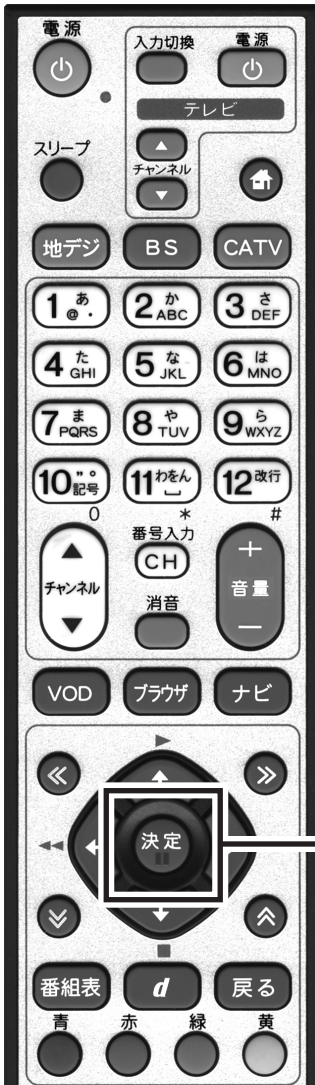 電源
入力切換 電源
テレビ
スリープ
チャンネル
地デジ BS CATV
1 あ @. 2 か ABC 3 さ DEF
4 た GHI 5 な JKL 6 は MNO
7 ま PQRS 8 や TUV 9 ら WXYZ
10 ゛゜ 記号 11 わをん 12 改行
0 * #
番号入力
チャンネル CH + 音量 -
消音
VOD ブラウザ ナビ
決定
番組表 d 戻る
青 赤 緑 黄